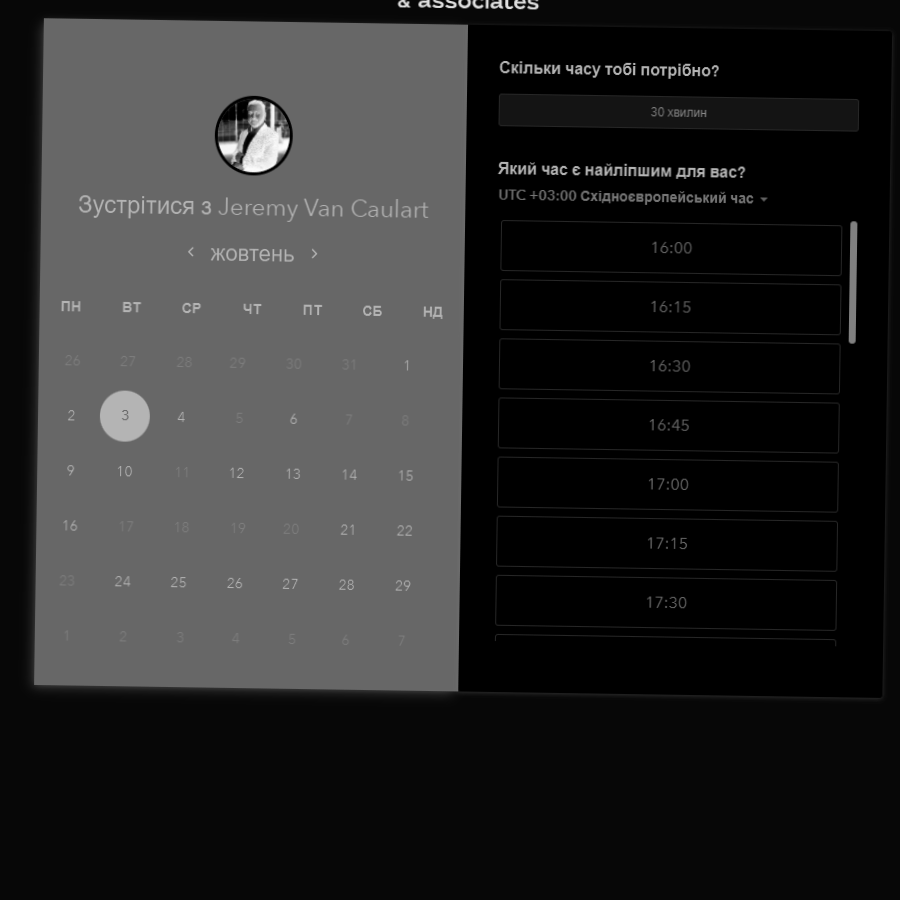 & associates
Зустрітися з Jeremy Van Caulart
жовтень
ПН ВТ СР ЧТ ПТ СБ НД
26 27 28 29 30 31 1
2 3 4 5 6 7 8
9 10 11 12 13 14 15
16 17 18 19 20 21 22
23 24 25 26 27 28 29
1 2 3 4 5 6 7
Скільки часу тобі потрібно?
30 хвилин
Який час є найліпшим для вас?
UTC +03:00 Східноєвропейський час
16:00
16:15
16:30
16:45
17:00
17:15
17:30